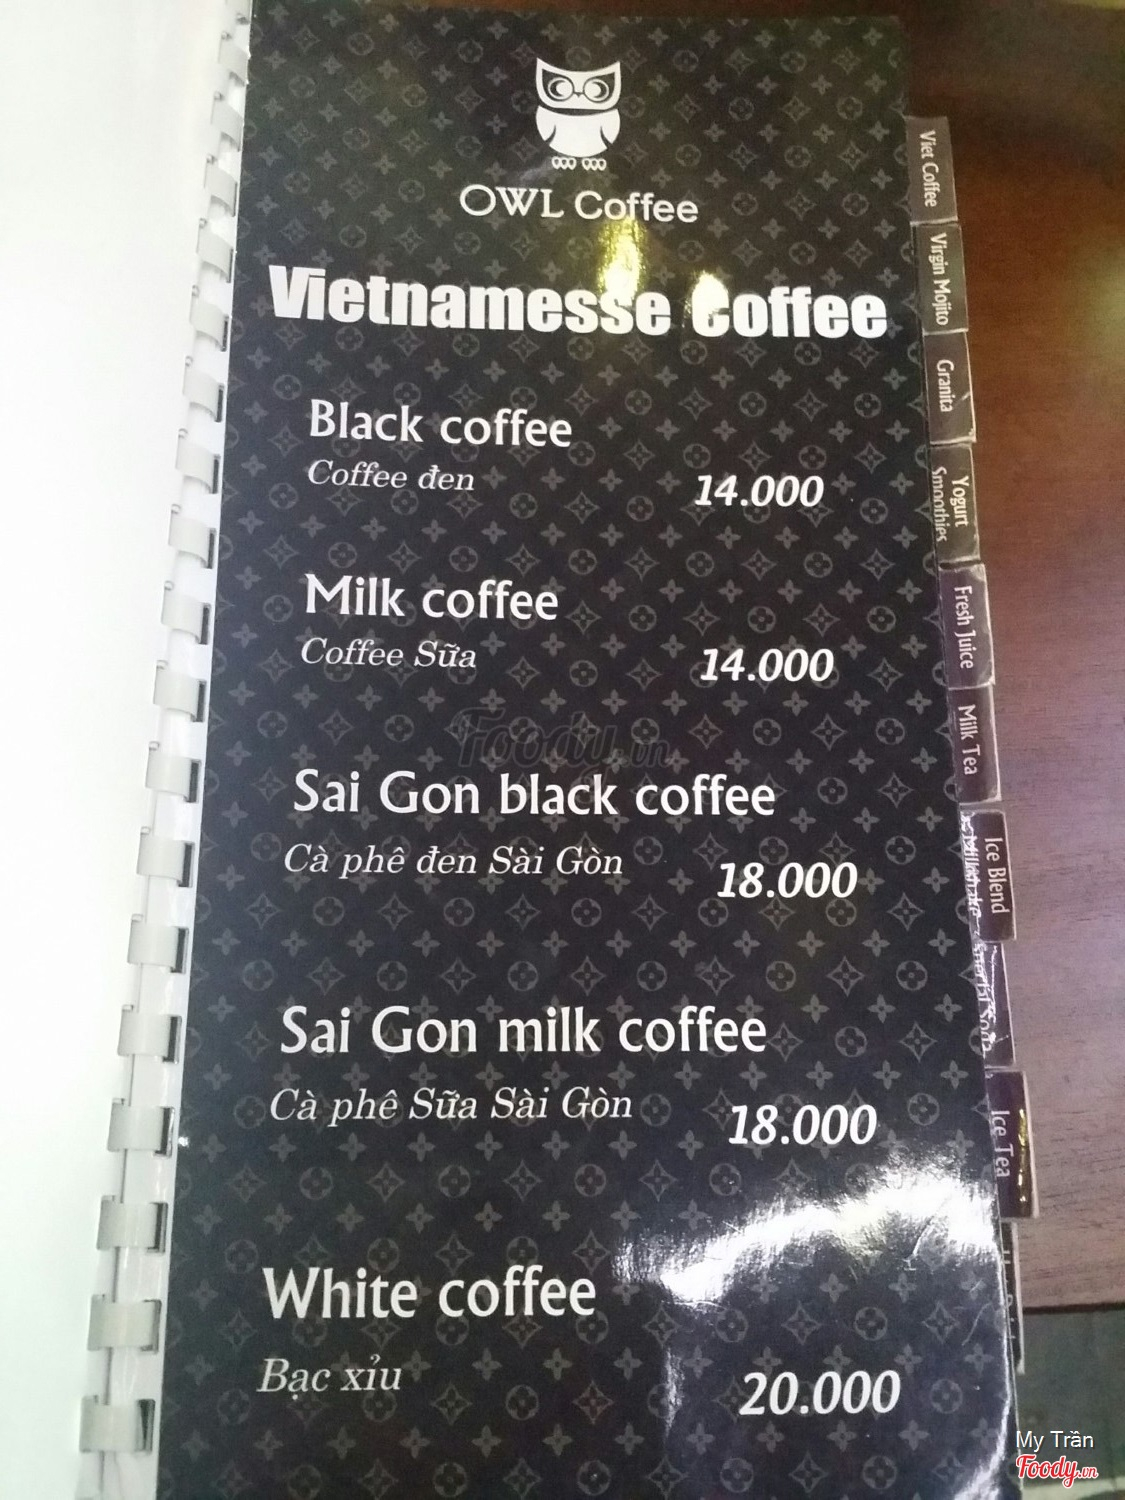 OWL Coffee
Vietnamesse Coffee
Black coffee
Coffee đen
14.000
Milk coffee
Coffee Sữa
14.000
Sai Gon black coffee
Cà phê đen Sài Gòn
18.000
Sai Gon milk coffee
Cà phê Sữa Sài Gòn
18.000
White coffee
Bạc xỉu
20.000
Viet Coffee
Virgin Mojito
Granita
Yogurt
Smoothies
Fresh Juice
Milk Tea
Ice Blend
Milkshake
Special Soda
Ice Tea
Foody.vn
My Trần
Foody.vn